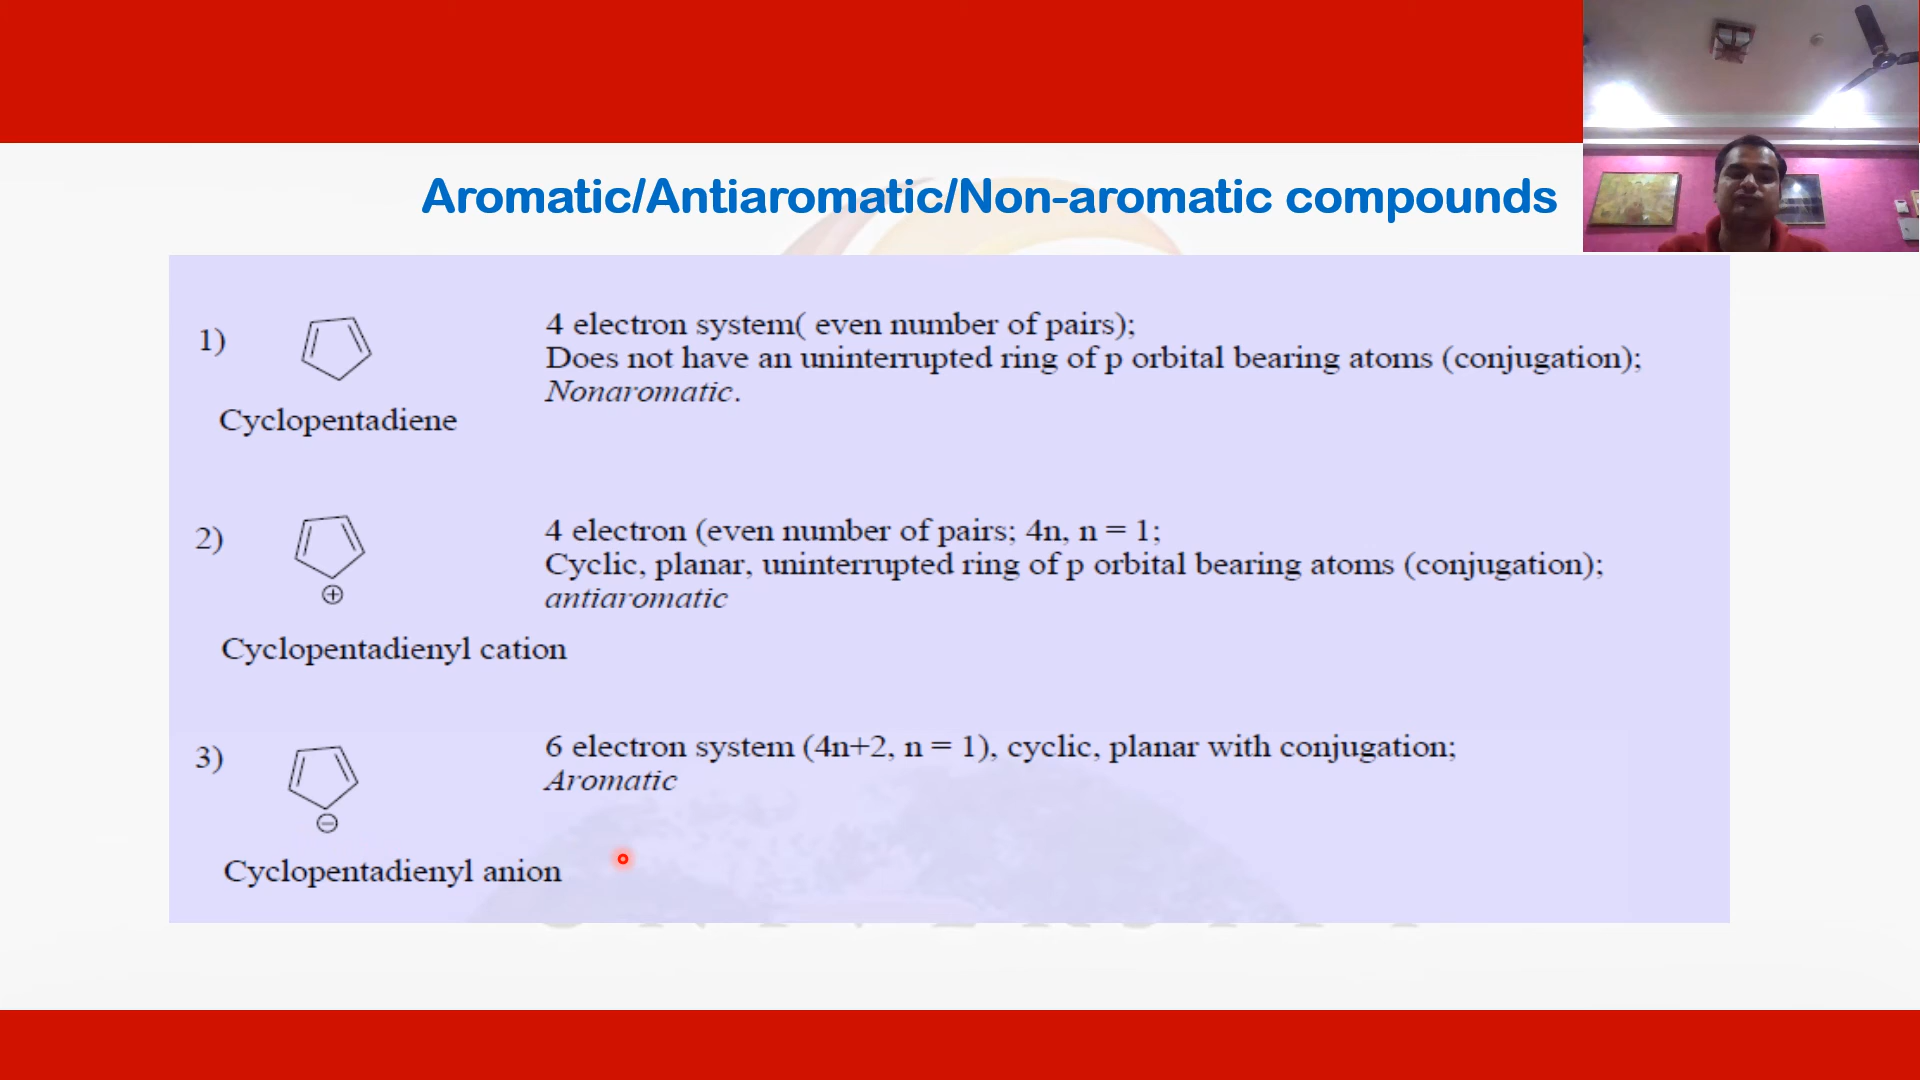 Aromatic/Antiaromatic/Non-aromatic compounds
1)
4 electron system( even number of pairs);
Does not have an uninterrupted ring of p orbital bearing atoms (conjugation);
Nonaromatic.
Cyclopentadiene
2)
4 electron (even number of pairs; 4n, n = 1;
Cyclic, planar, uninterrupted ring of p orbital bearing atoms (conjugation);
antiaromatic
⊕
Cyclopentadienyl cation
3)
6 electron system (4n+2, n = 1), cyclic, planar with conjugation;
Aromatic
⊖
Cyclopentadienyl anion